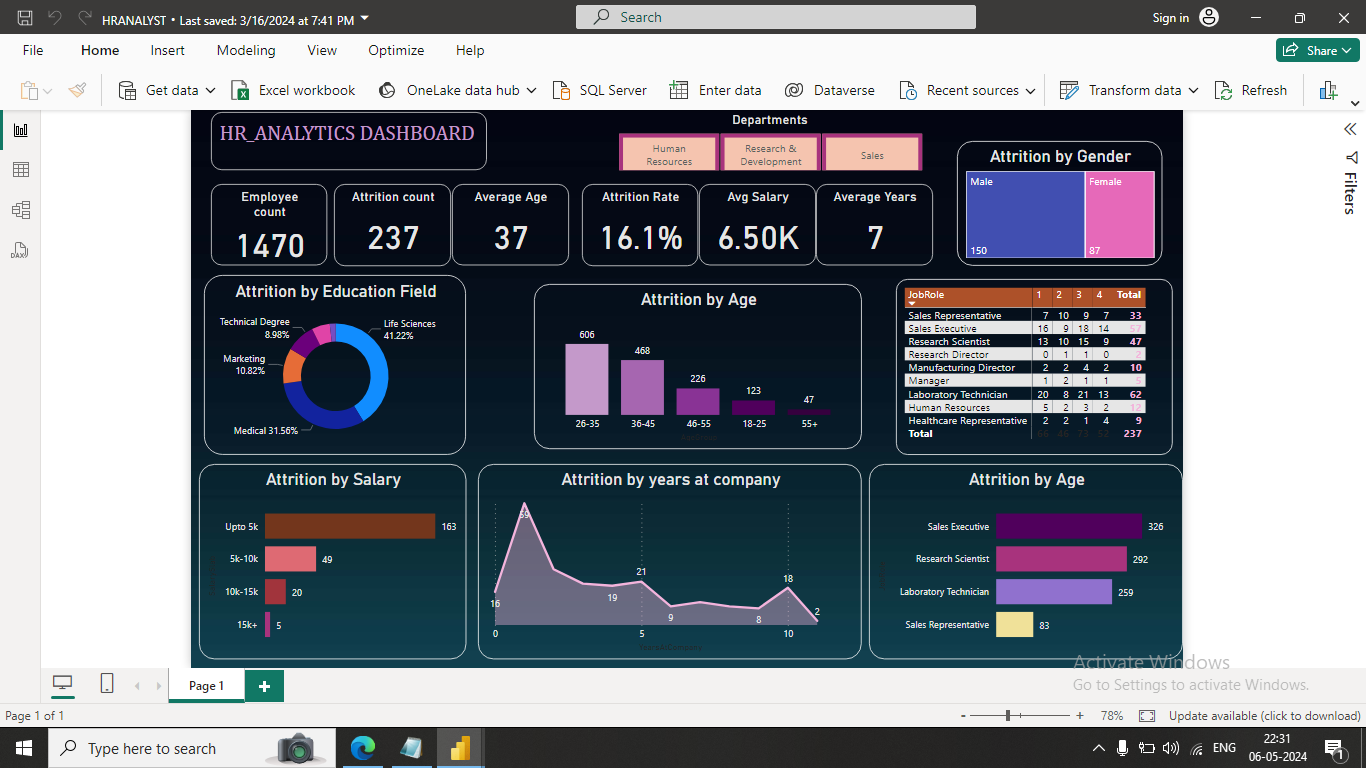 HRANALYST • Last saved: 3/16/2024 at 7:41 PM
Search
Sign in
File Home Insert Modeling View Optimize Help
Share
Get data Excel workbook OneLake data hub SQL Server Enter data Dataverse Recent sources Transform data Refresh
HR_ANALYTICS DASHBOARD
Departments
Human Resources
Research & Development
Sales
Employee count
1470
Attrition count
237
Average Age
37
Attrition Rate
16.1%
Avg Salary
6.50K
Average Years
7
Attrition by Gender
Male Female
150 87
Filters
Attrition by Education Field
Technical Degree
8.98%
Life Sciences
41.22%
Marketing
10.82%
Medical 31.56%
Attrition by Age
606
468
226
123
47
26-35 36-45 46-55 18-25 55+
JobRole 1 2 3 4 Total
Sales Representative 7 10 9 7 33
Sales Executive 16 9 18 14 57
Research Scientist 13 10 15 9 47
Research Director 0 1 1 0 2
Manufacturing Director 2 2 4 2 10
Manager 1 2 1 1 5
Laboratory Technician 20 8 21 13 62
Human Resources 5 2 3 2 12
Healthcare Representative 2 2 1 4 9
Total 237
Attrition by Salary
Upto 5k 163
5k-10k 49
10k-15k 20
15k+ 5
Attrition by years at company
59
16
19
21
9
8
18
2
0 5 10
YearsAtCompany
Attrition by Age
Sales Executive 326
Research Scientist 292
Laboratory Technician 259
Sales Representative 83
Activate Windows
Go to Settings to activate Windows.
Page 1
Page 1 of 1
- + 78%
Update available (click to download)
Type here to search
ENG
22:31
06-05-2024
1
DAX